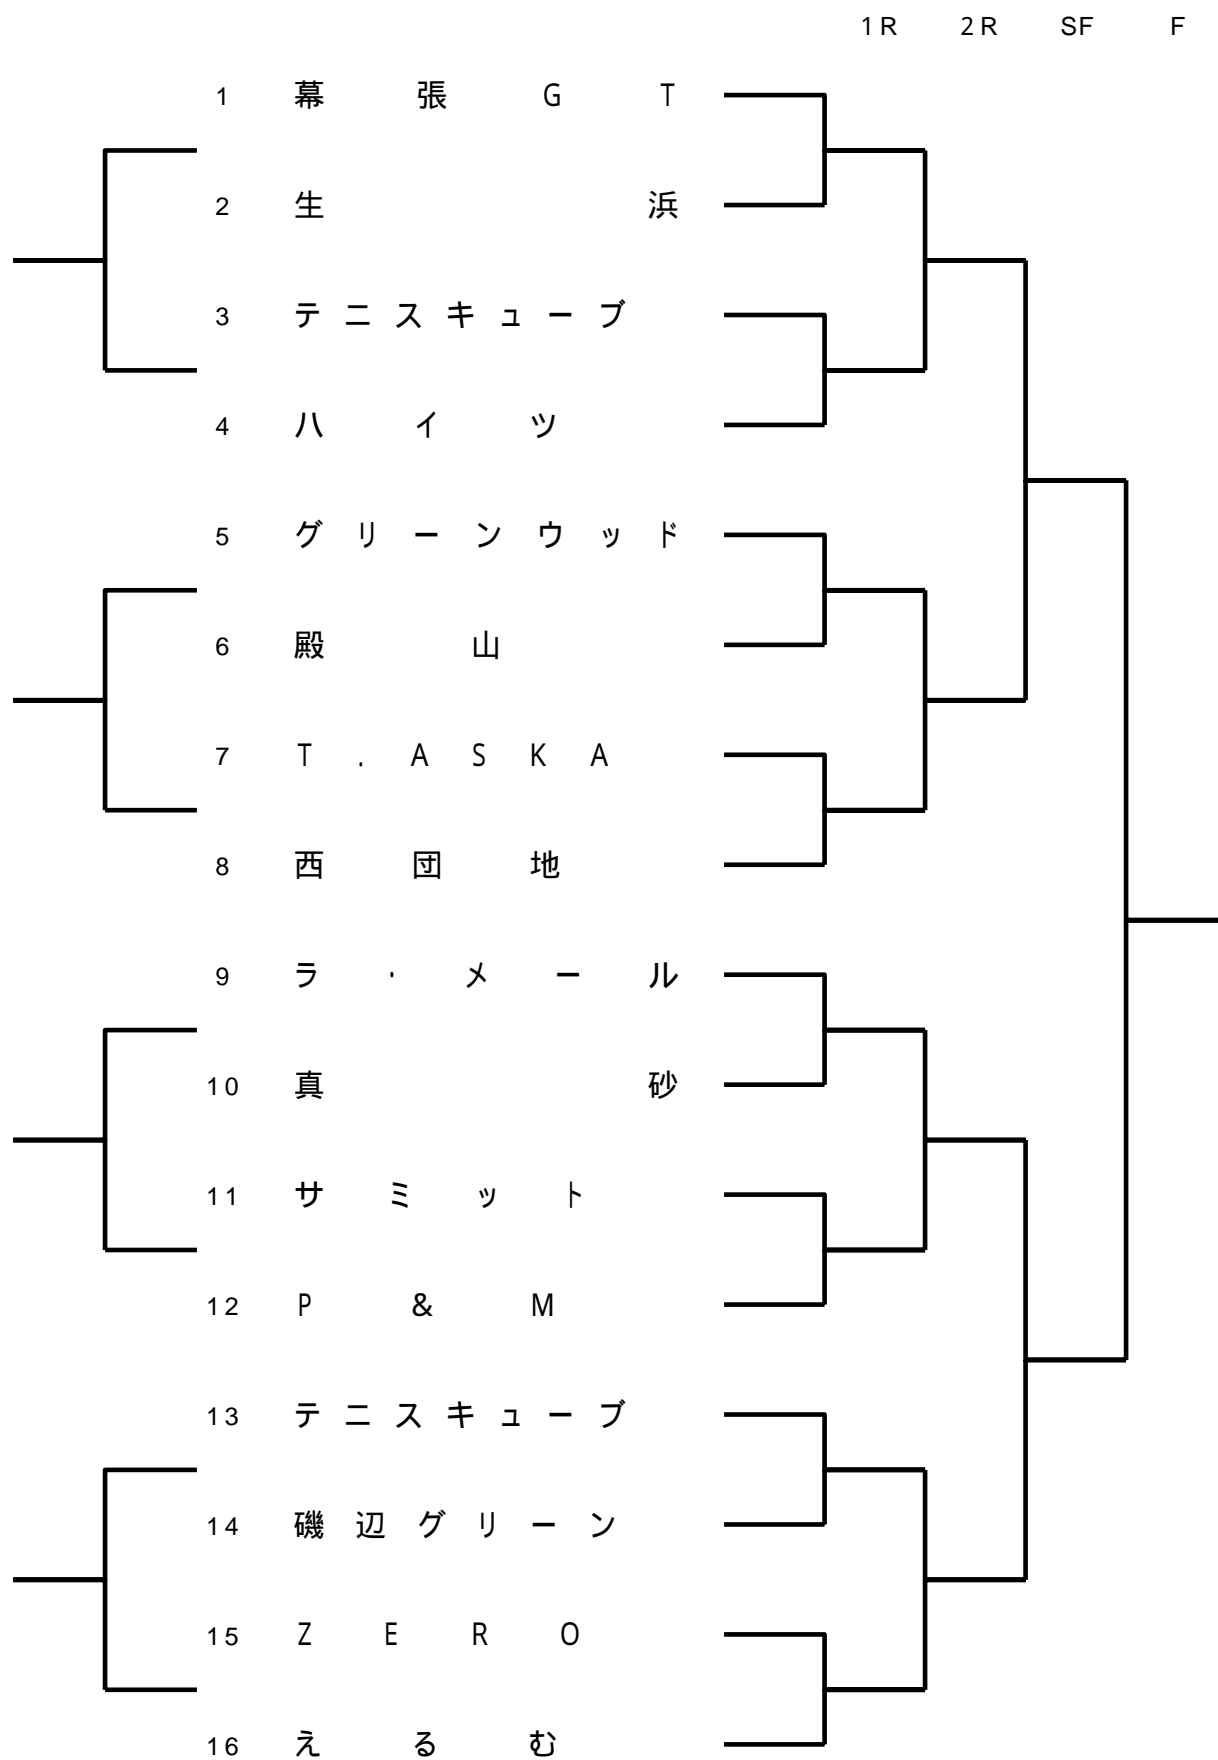 1R 2R SF F
1 幕張GT
2 生浜
3 テニスキューブ
4 ハイツ
5 グリーンウッド
6 殿山
7 T.ASKA
8 西団地
9 ラ・メール
10 真砂
11 サミット
12 P&M
13 テニスキューブ
14 磯辺グリーン
15 ZERO
16 えるむ